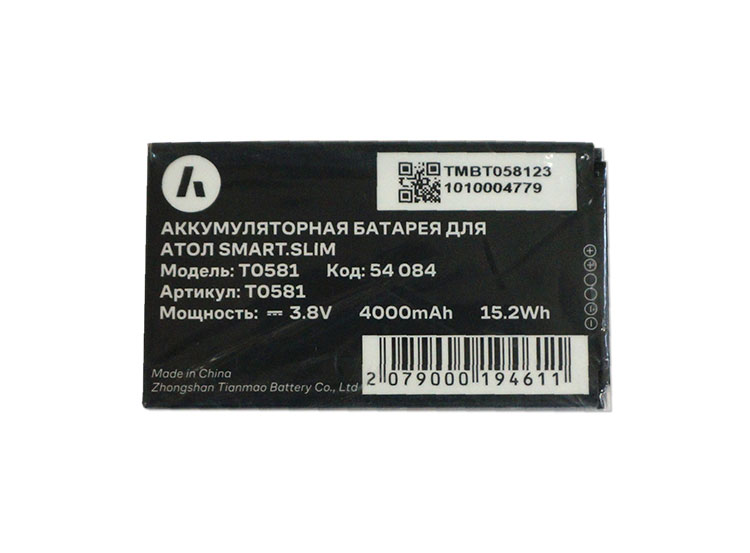 TMBT058123
1010004779
АККУМУЛЯТОРНАЯ БАТАРЕЯ ДЛЯ
АТОЛ SMART.SLIM
Модель: T0581 Код: 54 084
Артикул: T0581
Мощность: ⎓ 3.8V 4000mAh 15.2Wh
Made in China
Zhongshan Tianmao Battery Co., Ltd
2 079000 194611